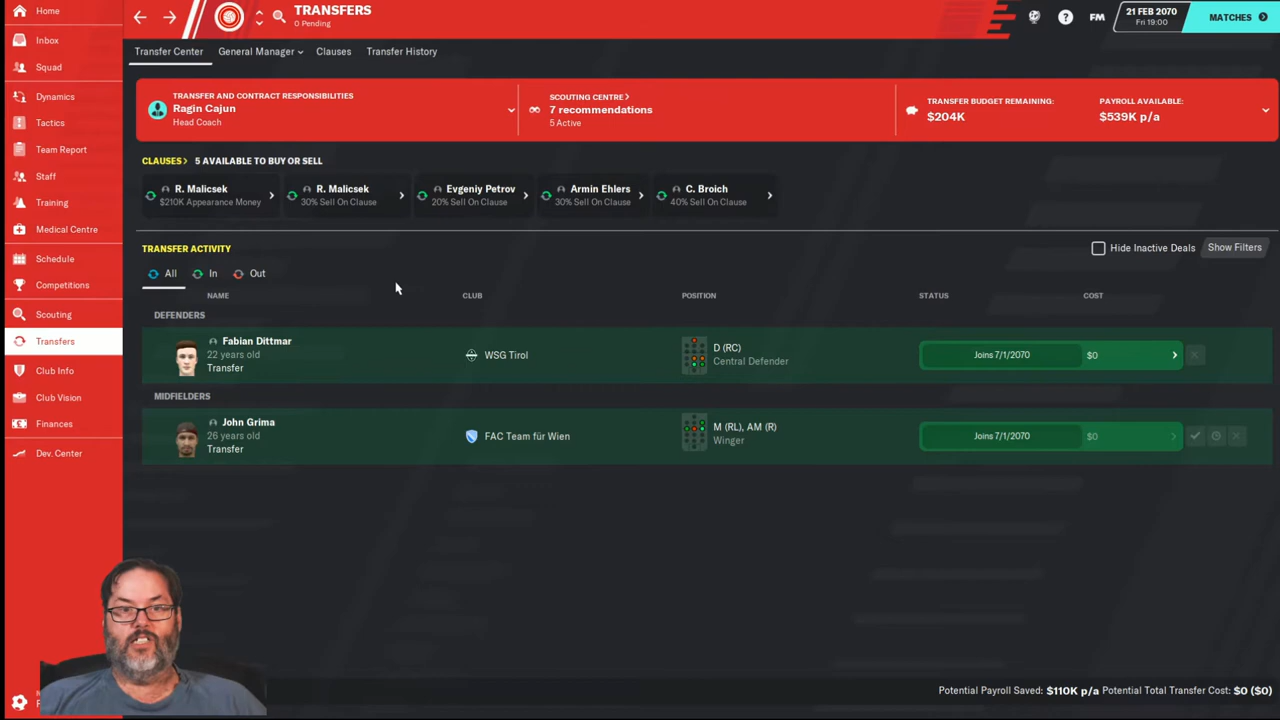 Home
Inbox
Squad
Dynamics
Tactics
Team Report
Staff
Training
Medical Centre
Schedule
Competitions
Scouting
Transfers
Club Info
Club Vision
Finances
Dev. Center
TRANSFERS
0 Pending
FM
21 FEB 2070
Fri 19:00
MATCHES
Transfer Center
General Manager
Clauses
Transfer History
TRANSFER AND CONTRACT RESPONSIBILITIES
Ragin Cajun
Head Coach
SCOUTING CENTRE
7 recommendations
5 Active
TRANSFER BUDGET REMAINING:
$204K
PAYROLL AVAILABLE:
$539K p/a
CLAUSES 5 AVAILABLE TO BUY OR SELL
R. Malicsek
$210K Appearance Money
R. Malicsek
30% Sell On Clause
Evgeniy Petrov
20% Sell On Clause
Armin Ehlers
30% Sell On Clause
C. Broich
40% Sell On Clause
TRANSFER ACTIVITY
Hide Inactive Deals
Show Filters
All
In
Out
NAME CLUB POSITION STATUS COST
DEFENDERS
Fabian Dittmar
22 years old
Transfer
WSG Tirol
D (RC)
Central Defender
Joins 7/1/2070
$0
MIDFIELDERS
John Grima
26 years old
Transfer
FAC Team für Wien
M (RL), AM (R)
Winger
Joins 7/1/2070
$0
Potential Payroll Saved: $110K p/a Potential Total Transfer Cost: $0 ($0)